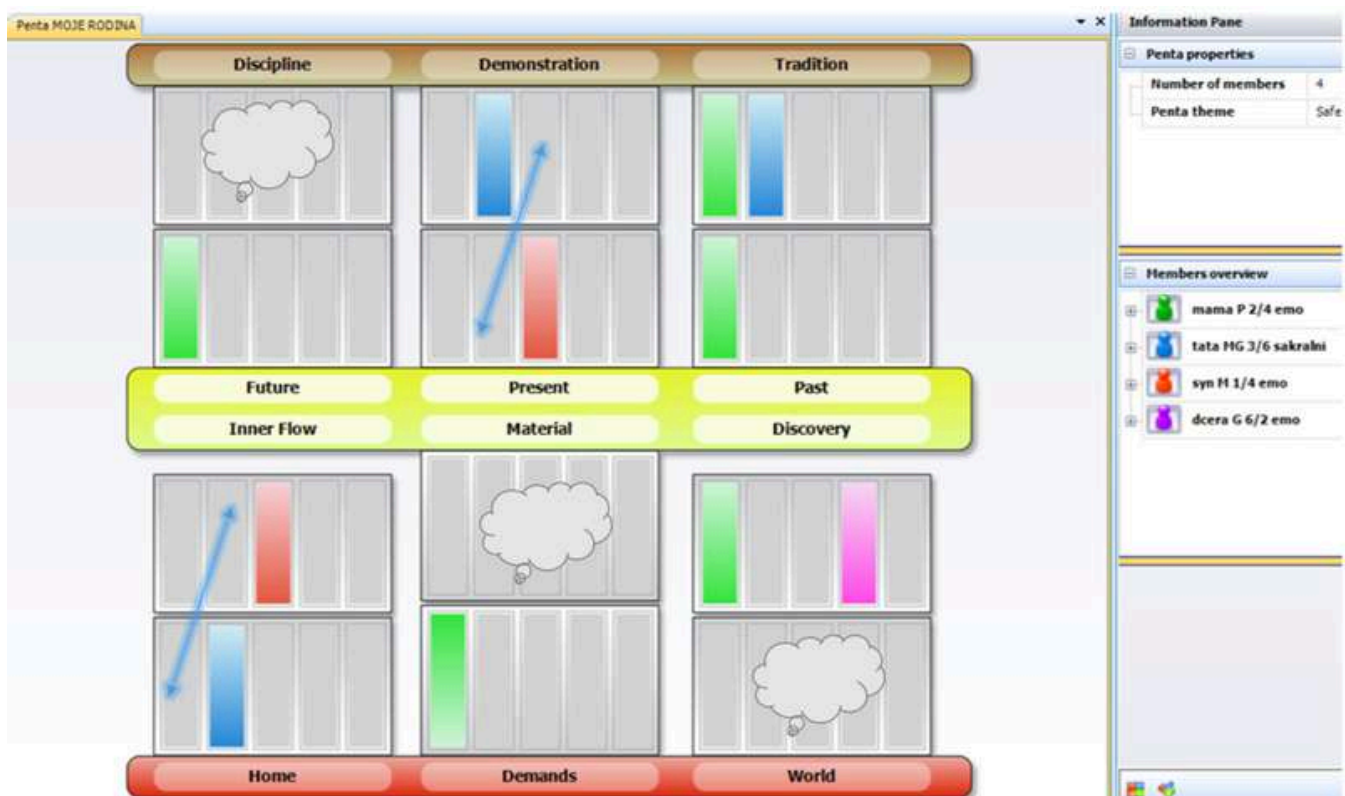 Penta MOJE RODINA
Discipline
Demonstration
Tradition
Future
Present
Past
Inner Flow
Material
Discovery
Home
Demands
World
Information Pane
Penta properties
Number of members 4
Penta theme Safe
Members overview
mama P 2/4 emo
tata MG 3/6 sakralni
syn M 1/4 emo
dcera G 6/2 emo